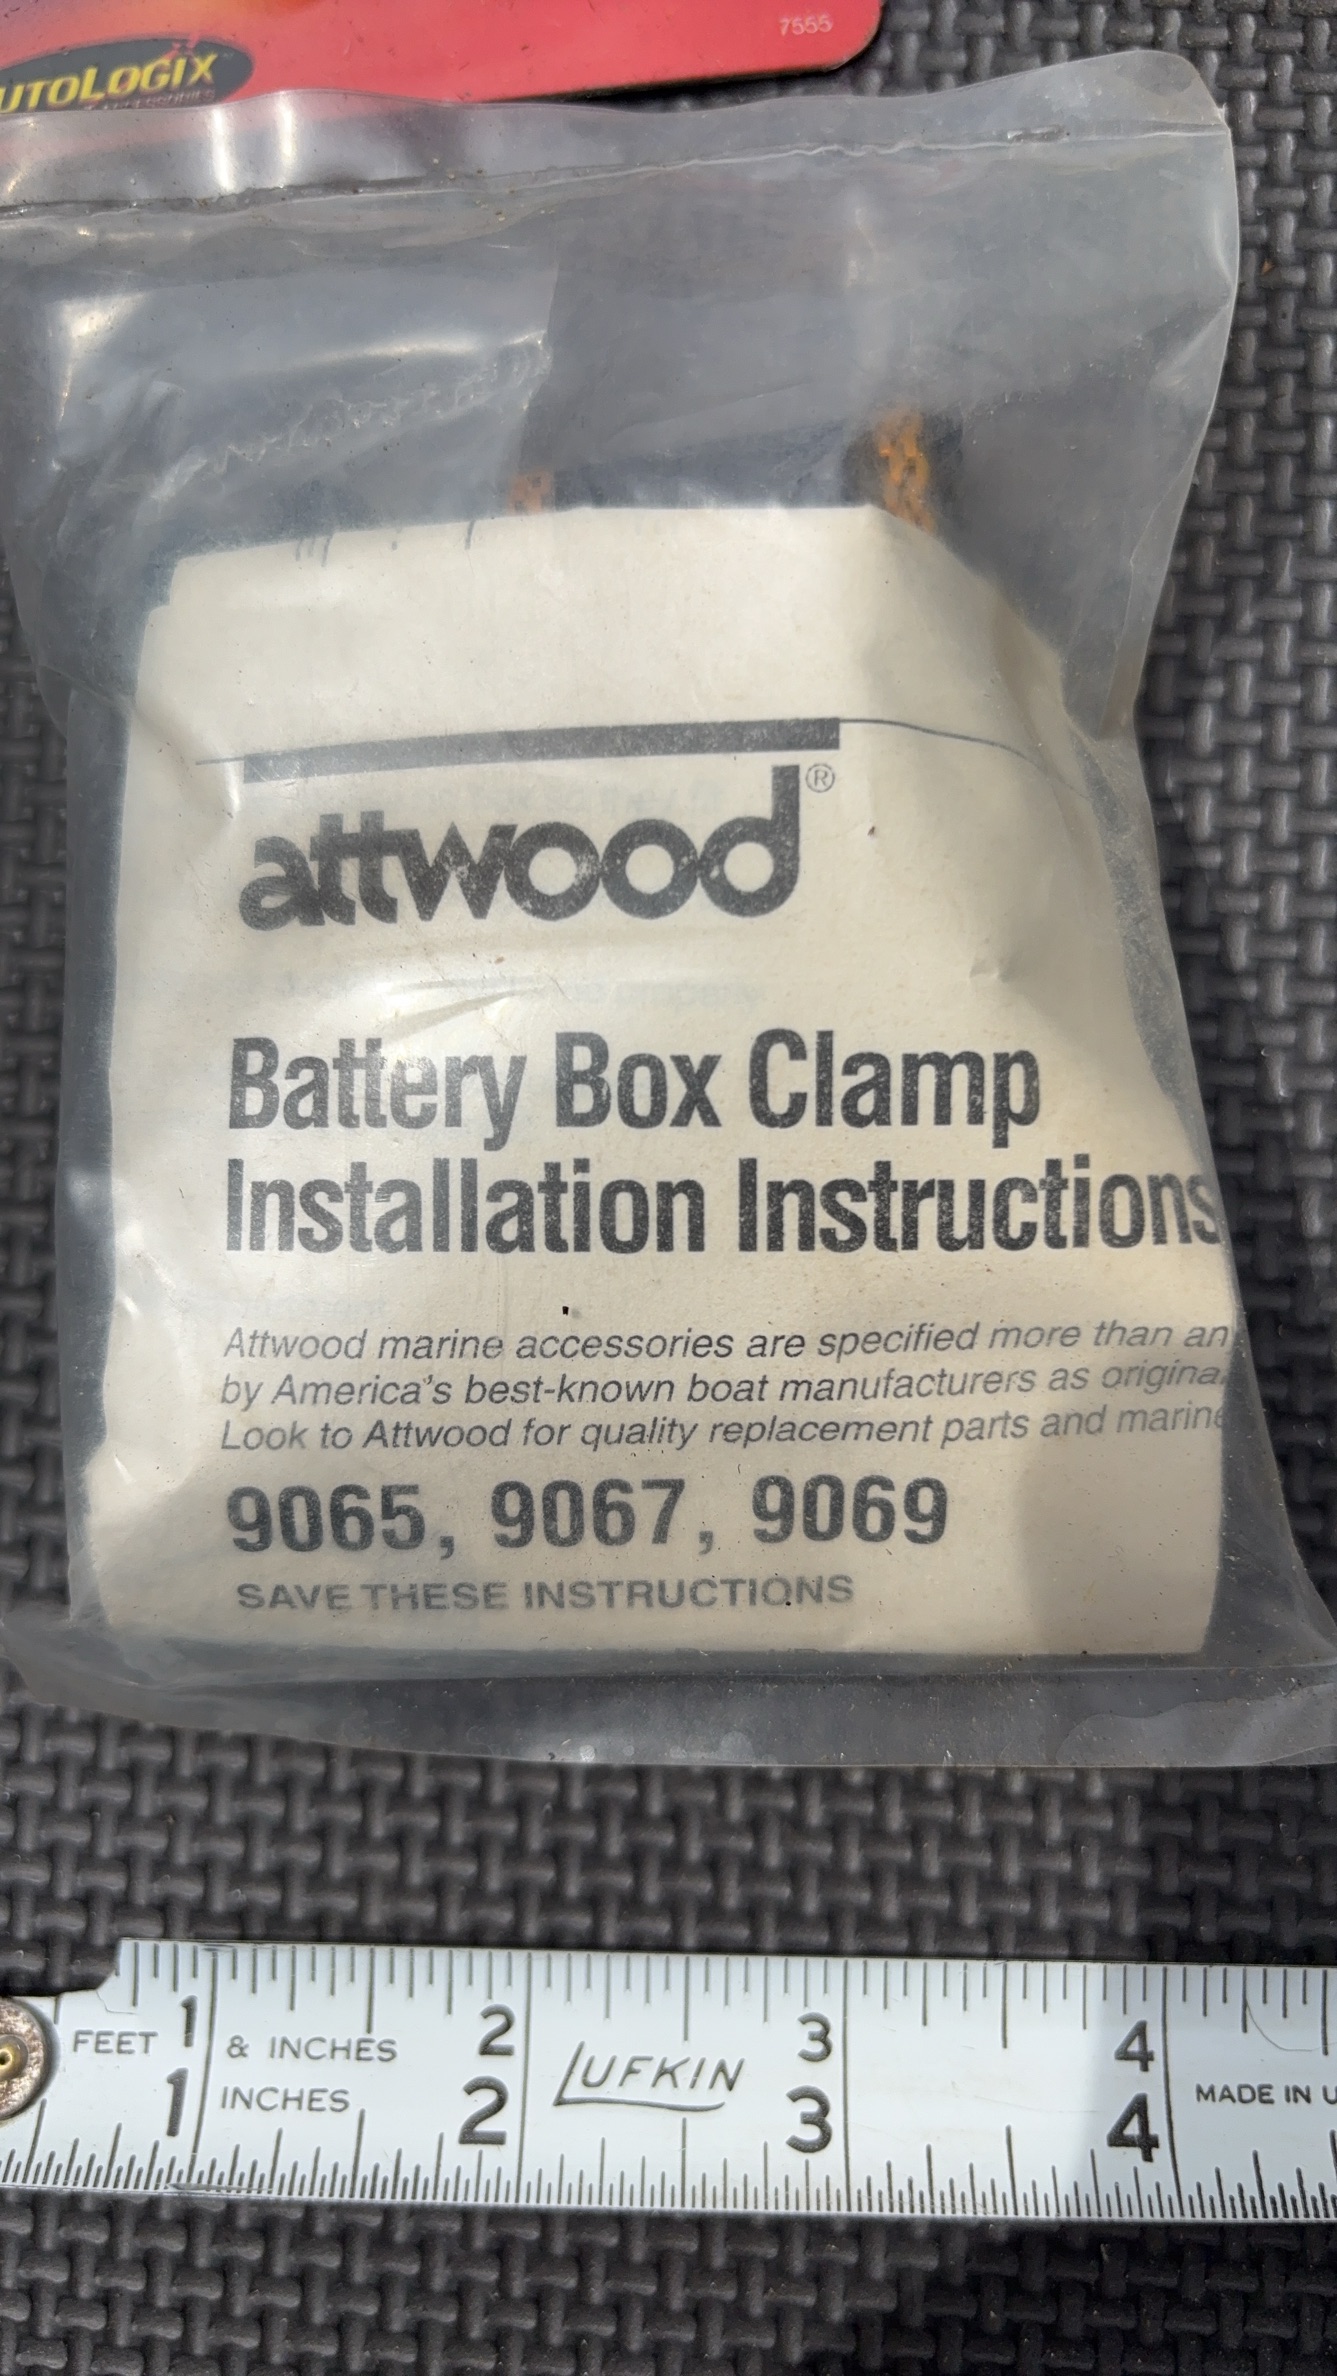 7555
UTOLOGIX
attwood®
Battery Box Clamp
Installation Instructions
Attwood marine accessories are specified more than an
by America's best-known boat manufacturers as origina
Look to Attwood for quality replacement parts and marine
9065, 9067, 9069
SAVE THESE INSTRUCTIONS
FEET 1 & INCHES 2 LUFKIN 3 4
1 INCHES 2 3 4 MADE IN U